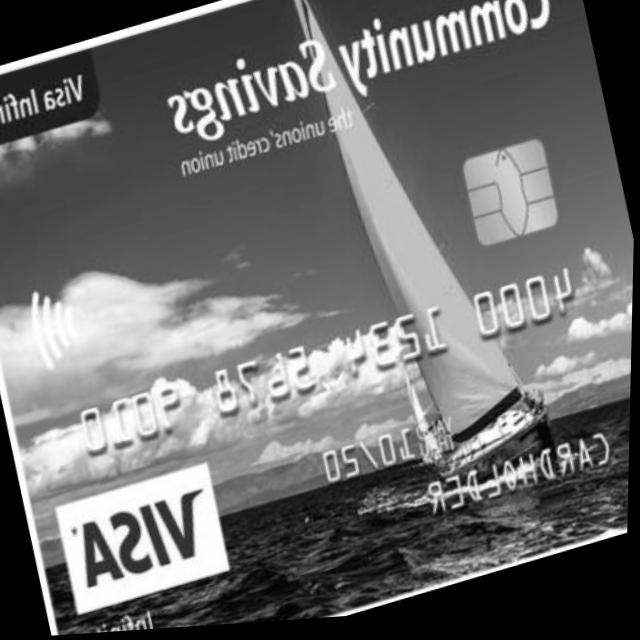 Visa Infini
Community Savings
the unions' credit union
4000 1234 5678 9010
10/20
CARDHOLDER
VISA